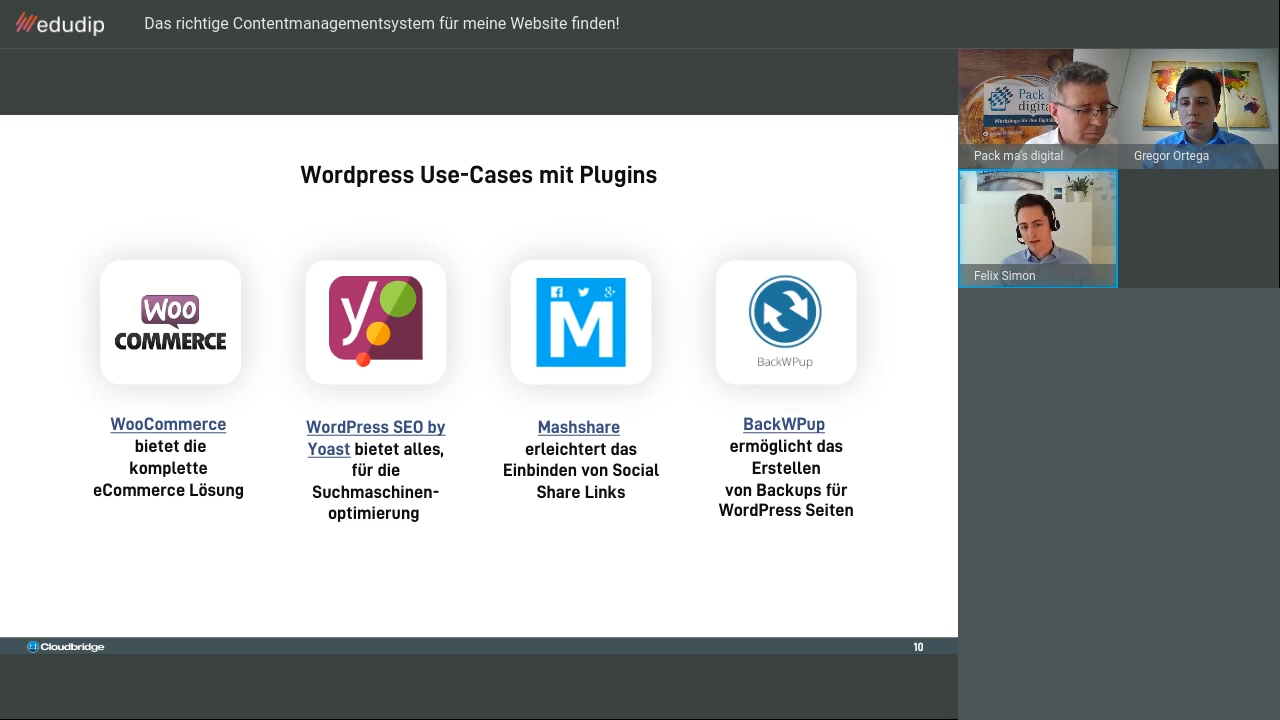 edudip
Das richtige Contentmanagementsystem für meine Website finden!
Pack
digital
Pack ma's digital
Gregor Ortega
Felix Simon
Wordpress Use-Cases mit Plugins
WOO
COMMERCE
y
M
BackWPup
WooCommerce
bietet die
komplette
eCommerce Lösung
WordPress SEO by
Yoast bietet alles,
für die
Suchmaschinen-
optimierung
Mashshare
erleichtert das
Einbinden von Social
Share Links
BackWPup
ermöglicht das
Erstellen
von Backups für
WordPress Seiten
Cloudbridge
10